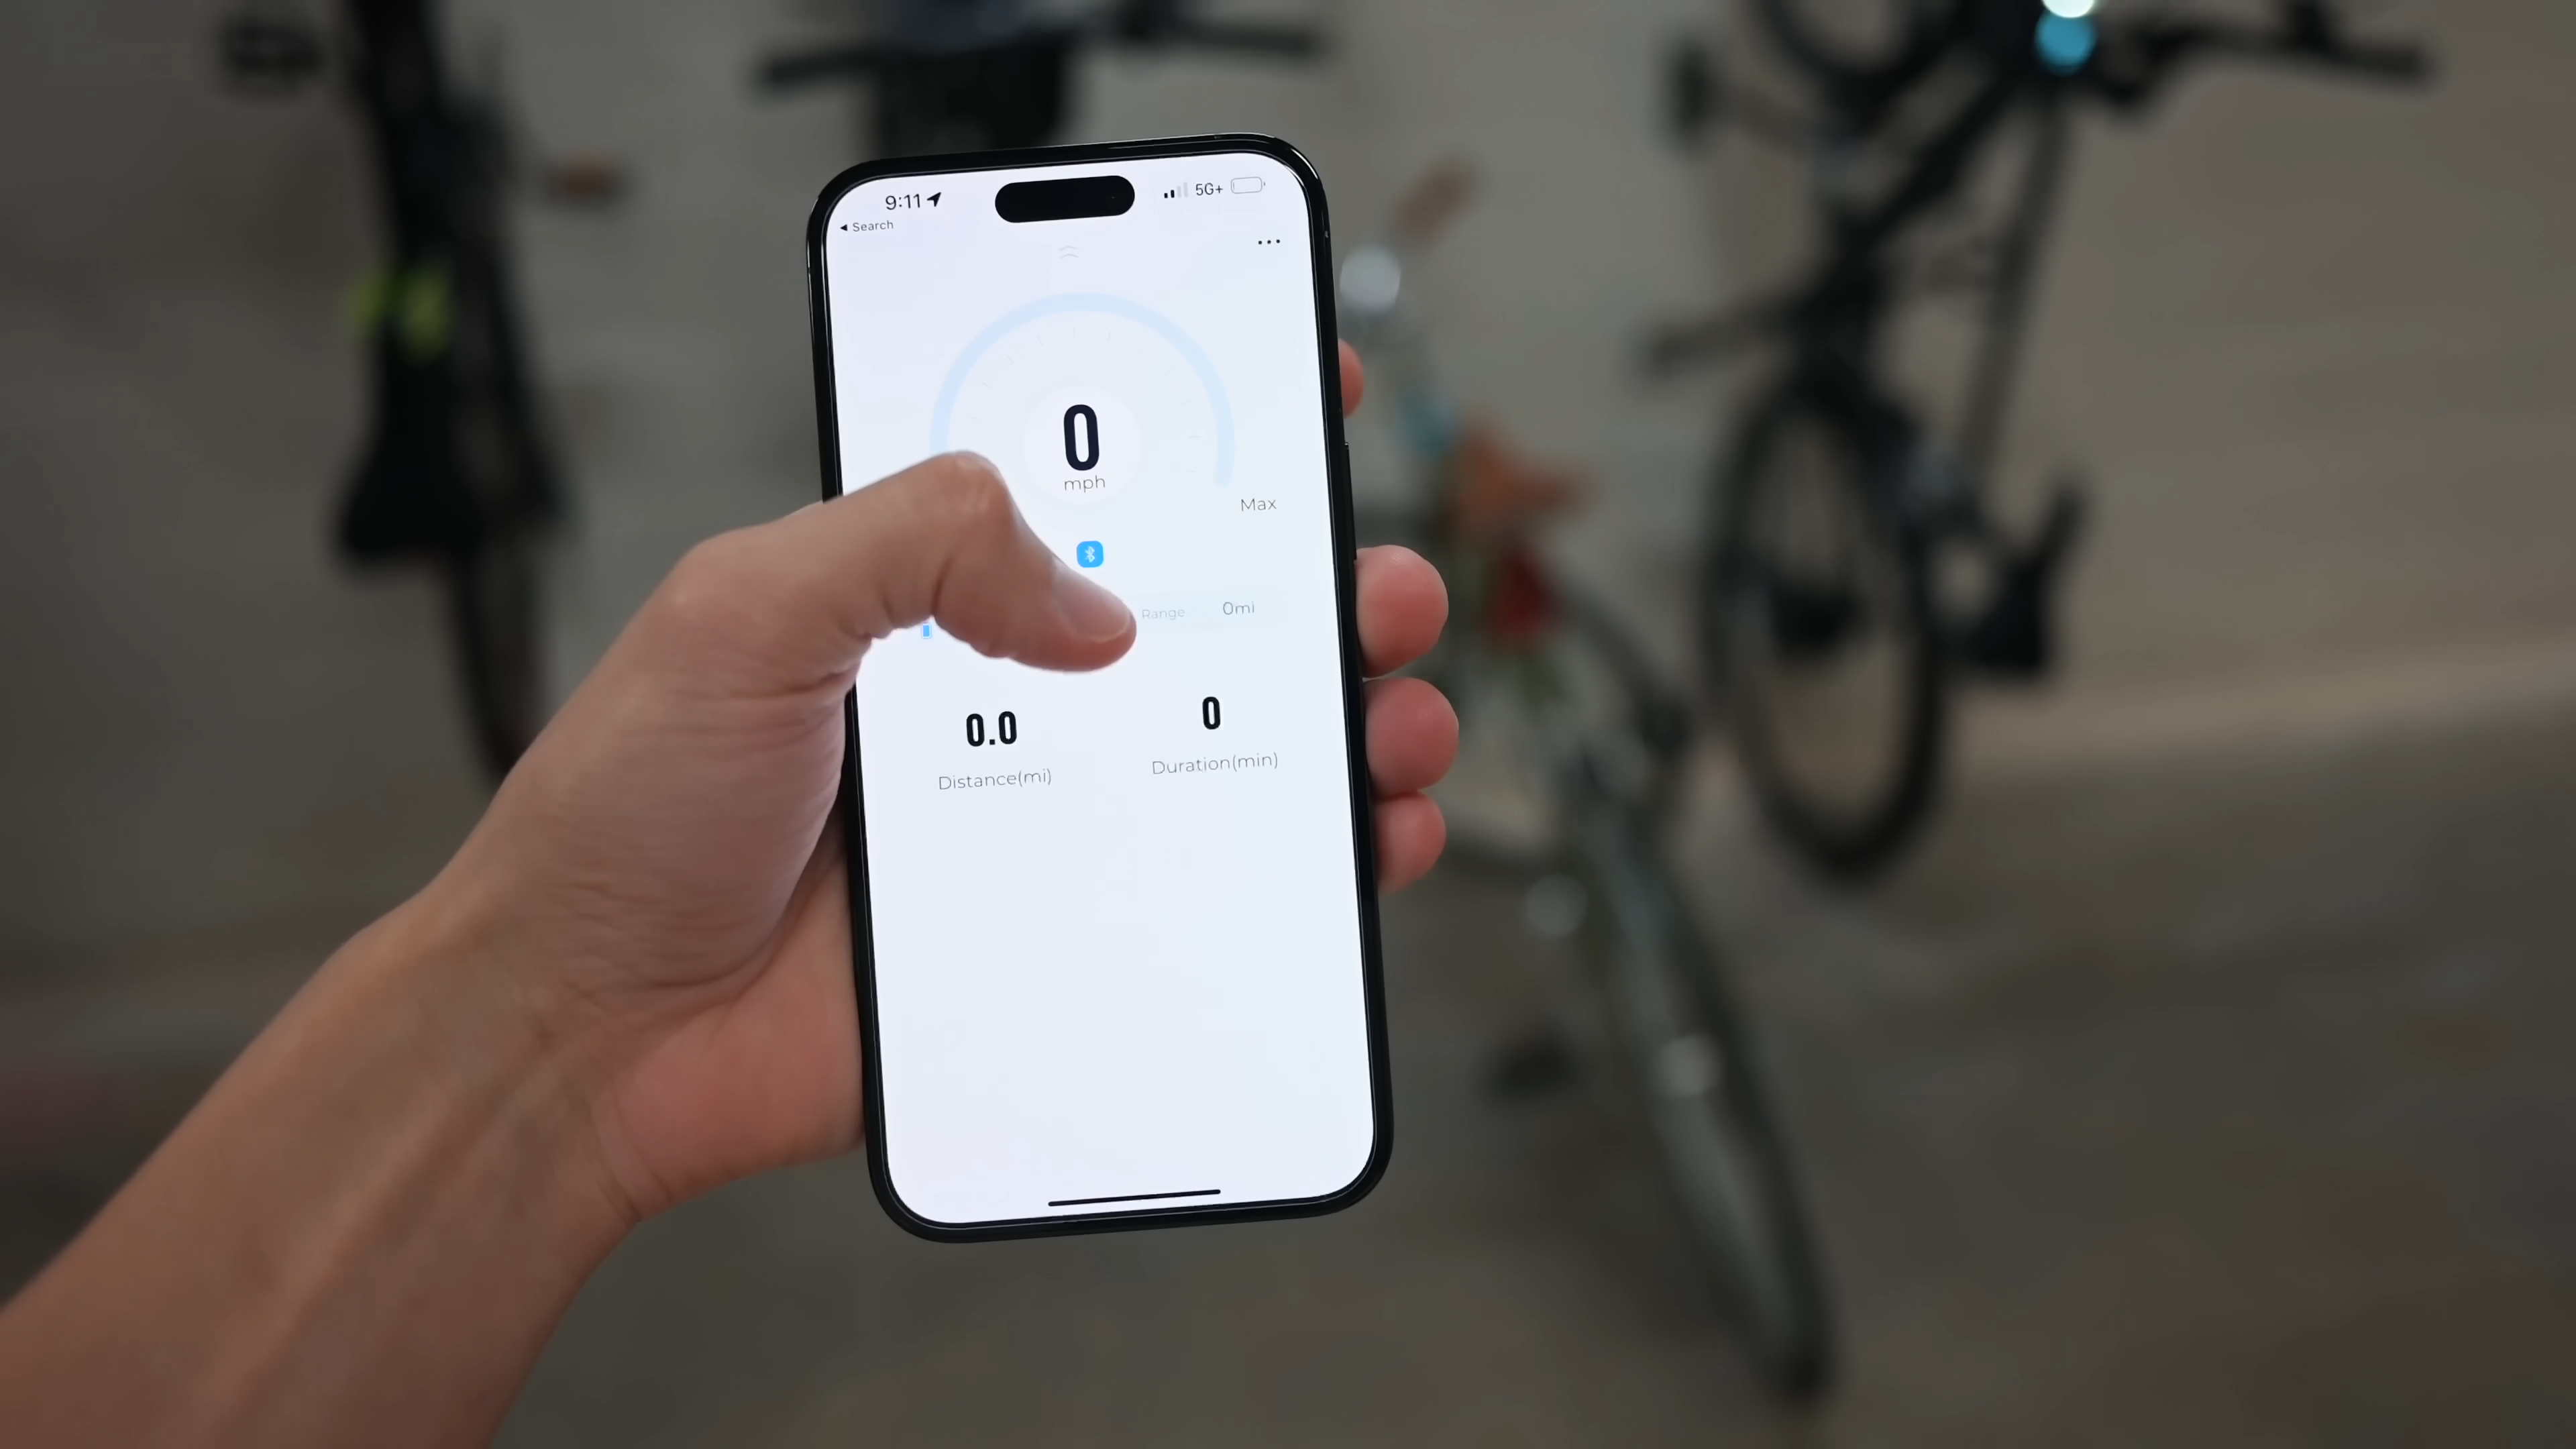 9:11
5G+
◀ Search
...
0
mph
Max
Range 0mi
0.0
0
Distance(mi)
Duration(min)